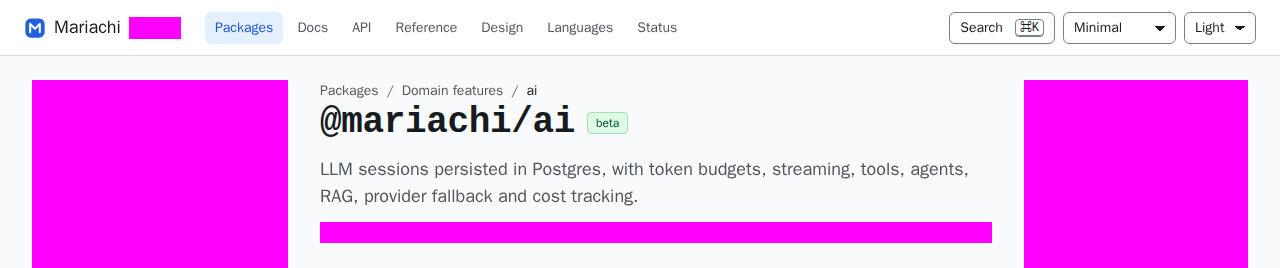 Mariachi
Packages Docs API Reference Design Languages Status
Search ⌘K Minimal Light
Packages / Domain features / ai
@mariachi/ai beta
LLM sessions persisted in Postgres, with token budgets, streaming, tools, agents,
RAG, provider fallback and cost tracking.